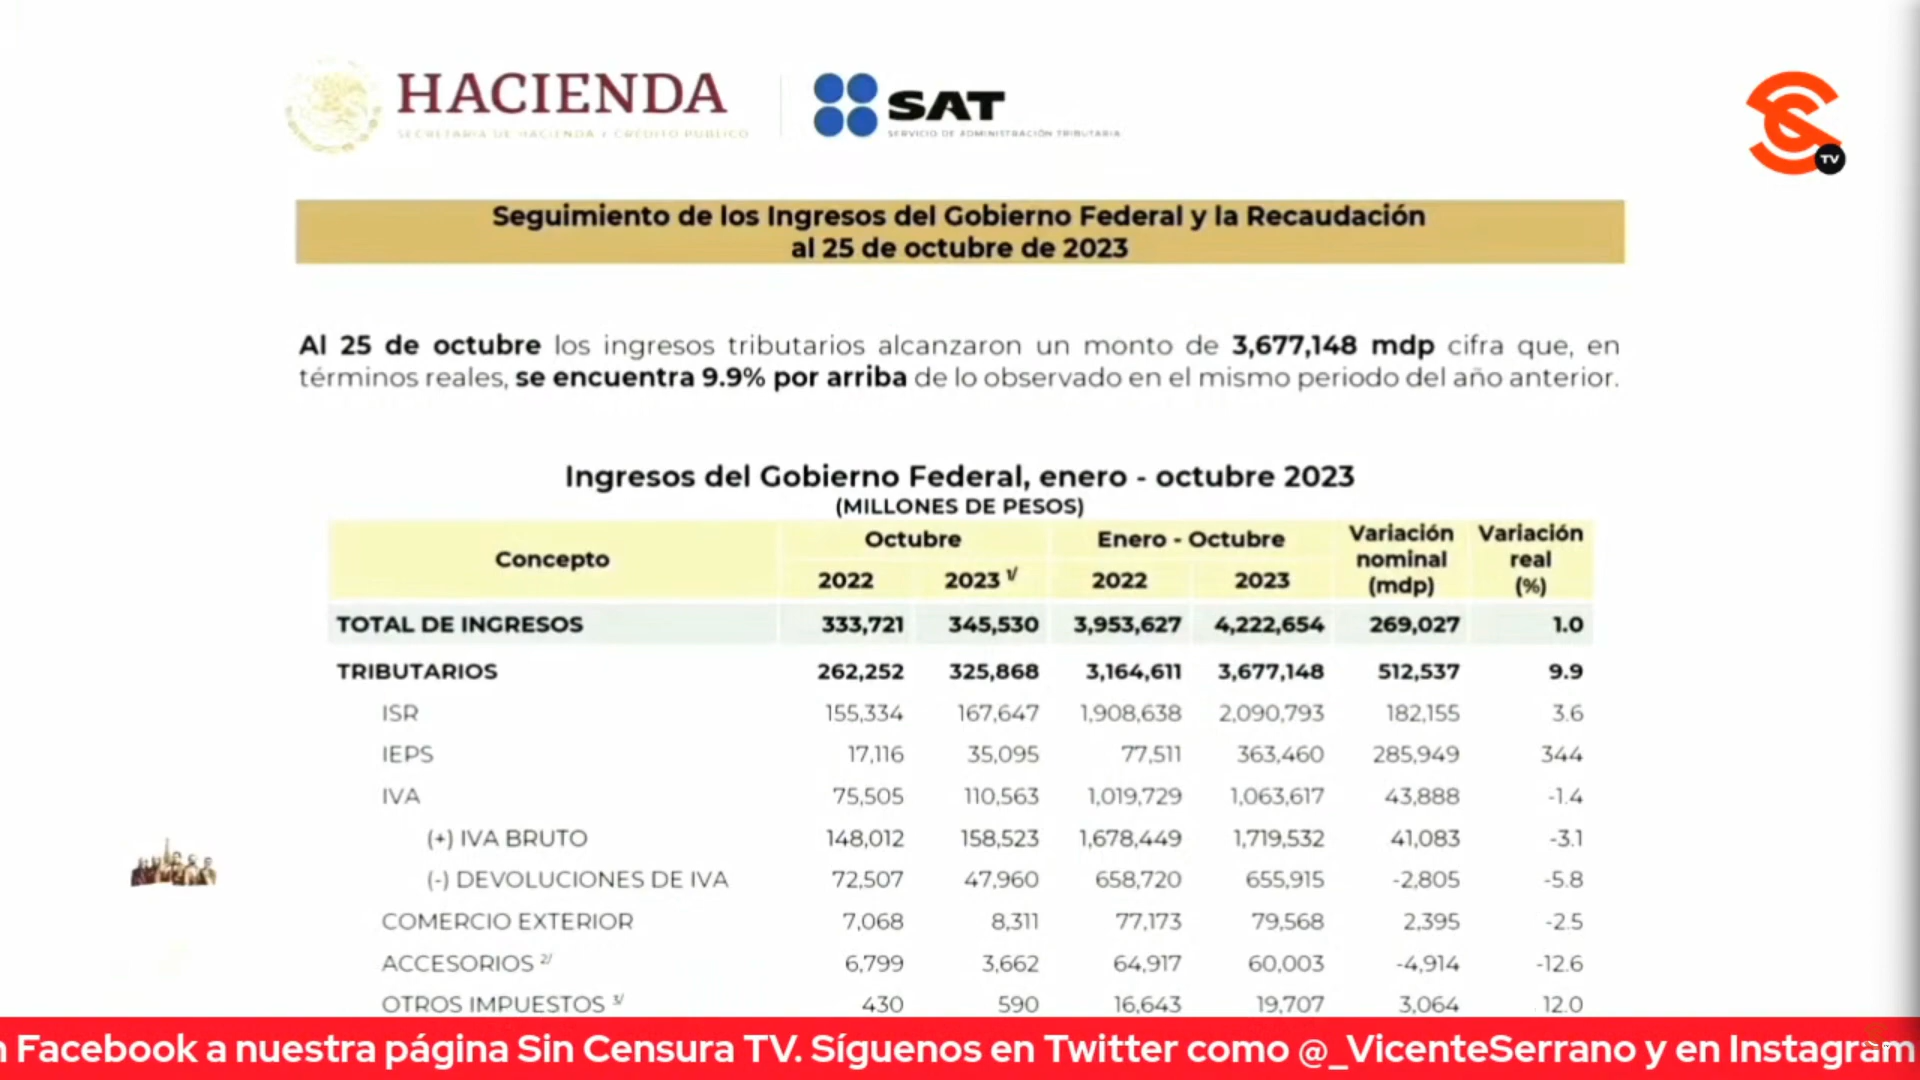 HACIENDA
SECRETARÍA DE HACIENDA Y CRÉDITO PÚBLICO
SAT
SERVICIO DE ADMINISTRACIÓN TRIBUTARIA
TV
Seguimiento de los Ingresos del Gobierno Federal y la Recaudación
al 25 de octubre de 2023
Al 25 de octubre los ingresos tributarios alcanzaron un monto de 3,677,148 mdp cifra que, en
términos reales, se encuentra 9.9% por arriba de lo observado en el mismo periodo del año anterior.
Ingresos del Gobierno Federal, enero - octubre 2023
(MILLONES DE PESOS)
Concepto Octubre Enero - Octubre Variación nominal (mdp) Variación real (%)
2022 2023 1/ 2022 2023
TOTAL DE INGRESOS 333,721 345,530 3,953,627 4,222,654 269,027 1.0
TRIBUTARIOS 262,252 325,868 3,164,611 3,677,148 512,537 9.9
ISR 155,334 167,647 1,908,638 2,090,793 182,155 3.6
IEPS 17,116 35,095 77,511 363,460 285,949 344
IVA 75,505 110,563 1,019,729 1,063,617 43,888 -1.4
(+) IVA BRUTO 148,012 158,523 1,678,449 1,719,532 41,083 -3.1
(-) DEVOLUCIONES DE IVA 72,507 47,960 658,720 655,915 -2,805 -5.8
COMERCIO EXTERIOR 7,068 8,311 77,173 79,568 2,395 -2.5
ACCESORIOS 2/ 6,799 3,662 64,917 60,003 -4,914 -12.6
OTROS IMPUESTOS 3/ 430 590 16,643 19,707 3,064 12.0
n Facebook a nuestra página Sin Censura TV. Síguenos en Twitter como @_VicenteSerrano y en Instagram